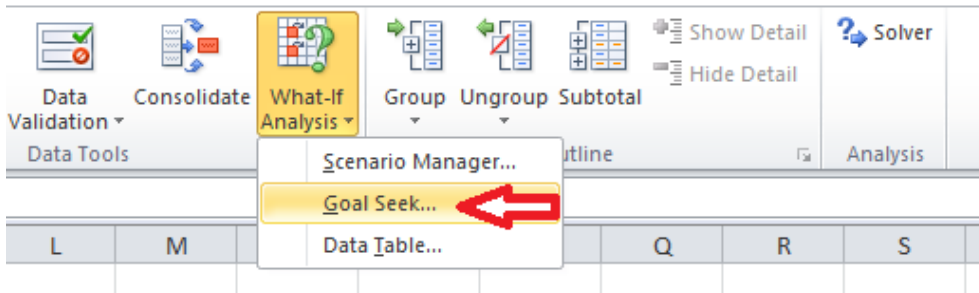 Show Detail
Solver
Hide Detail
Data
Validation
Consolidate
What-If
Analysis
Group
Ungroup
Subtotal
Data Tools
utline
Analysis
Scenario Manager...
Goal Seek...
Data Table...
L M Q R S